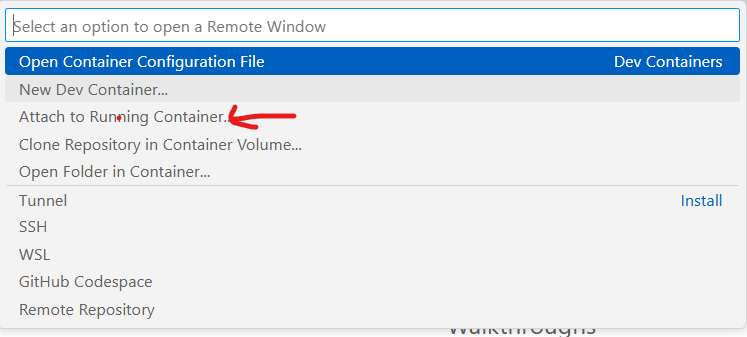 Select an option to open a Remote Window
Open Container Configuration File Dev Containers
New Dev Container...
Attach to Running Container...
Clone Repository in Container Volume...
Open Folder in Container...
Tunnel Install
SSH
WSL
GitHub Codespace
Remote Repository
Walkthroughs